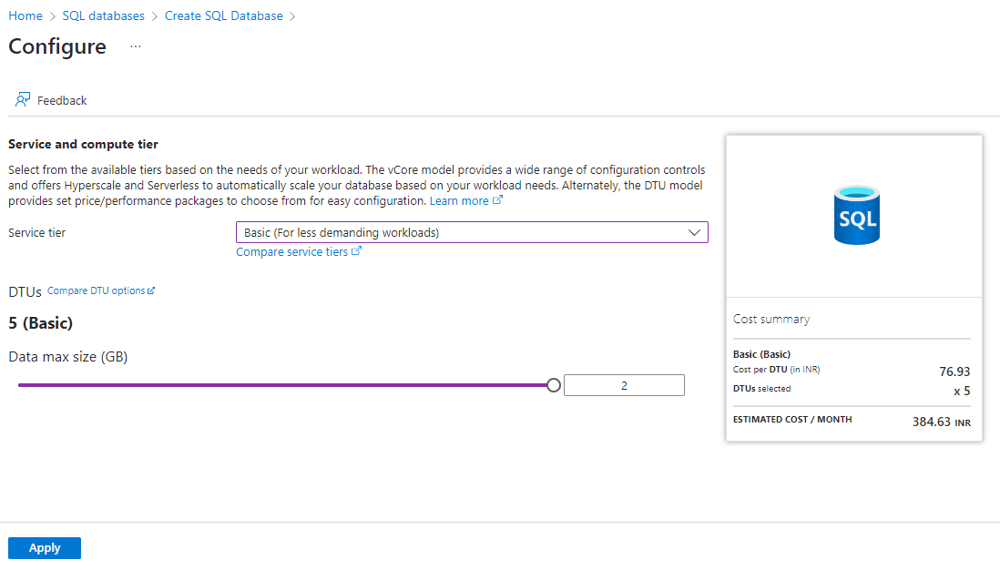 Home > SQL databases > Create SQL Database >
Configure ...
Feedback
Service and compute tier
Select from the available tiers based on the needs of your workload. The vCore model provides a wide range of configuration controls
and offers Hyperscale and Serverless to automatically scale your database based on your workload needs. Alternately, the DTU model
provides set price/performance packages to choose from for easy configuration. Learn more
Service tier
Basic (For less demanding workloads)
Compare service tiers
DTUs Compare DTU options
5 (Basic)
Data max size (GB)
2
SQL
Cost summary
Basic (Basic)
Cost per DTU (in INR) 76.93
DTUs selected x 5
ESTIMATED COST / MONTH 384.63 INR
Apply